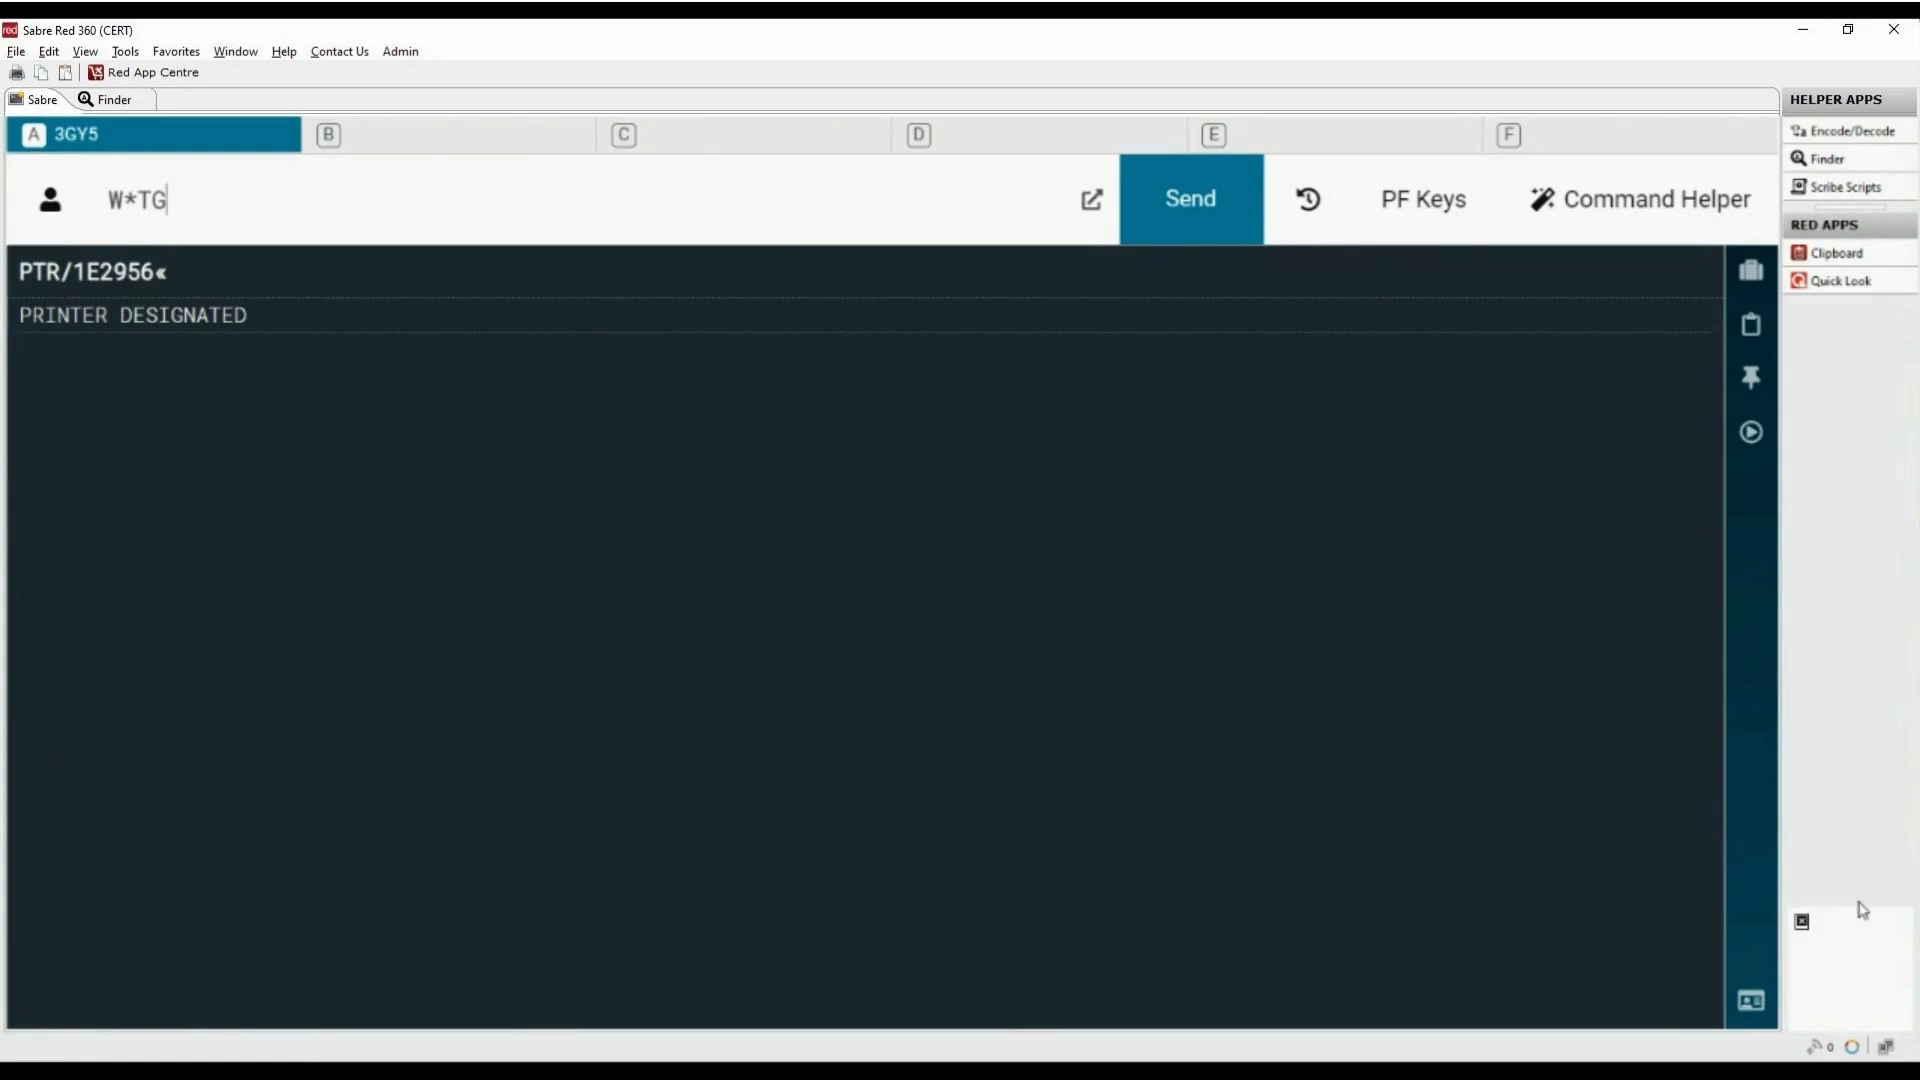 red Sabre Red 360 (CERT)
File Edit View Tools Favorites Window Help Contact Us Admin
Red App Centre
Sabre Finder
HELPER APPS
A 3GY5 B C D E F
Encode/Decode
Finder
Scribe Scripts
W*TG Send PF Keys Command Helper
RED APPS
Clipboard
Quick Look
PTR/1E2956«
PRINTER DESIGNATED
0